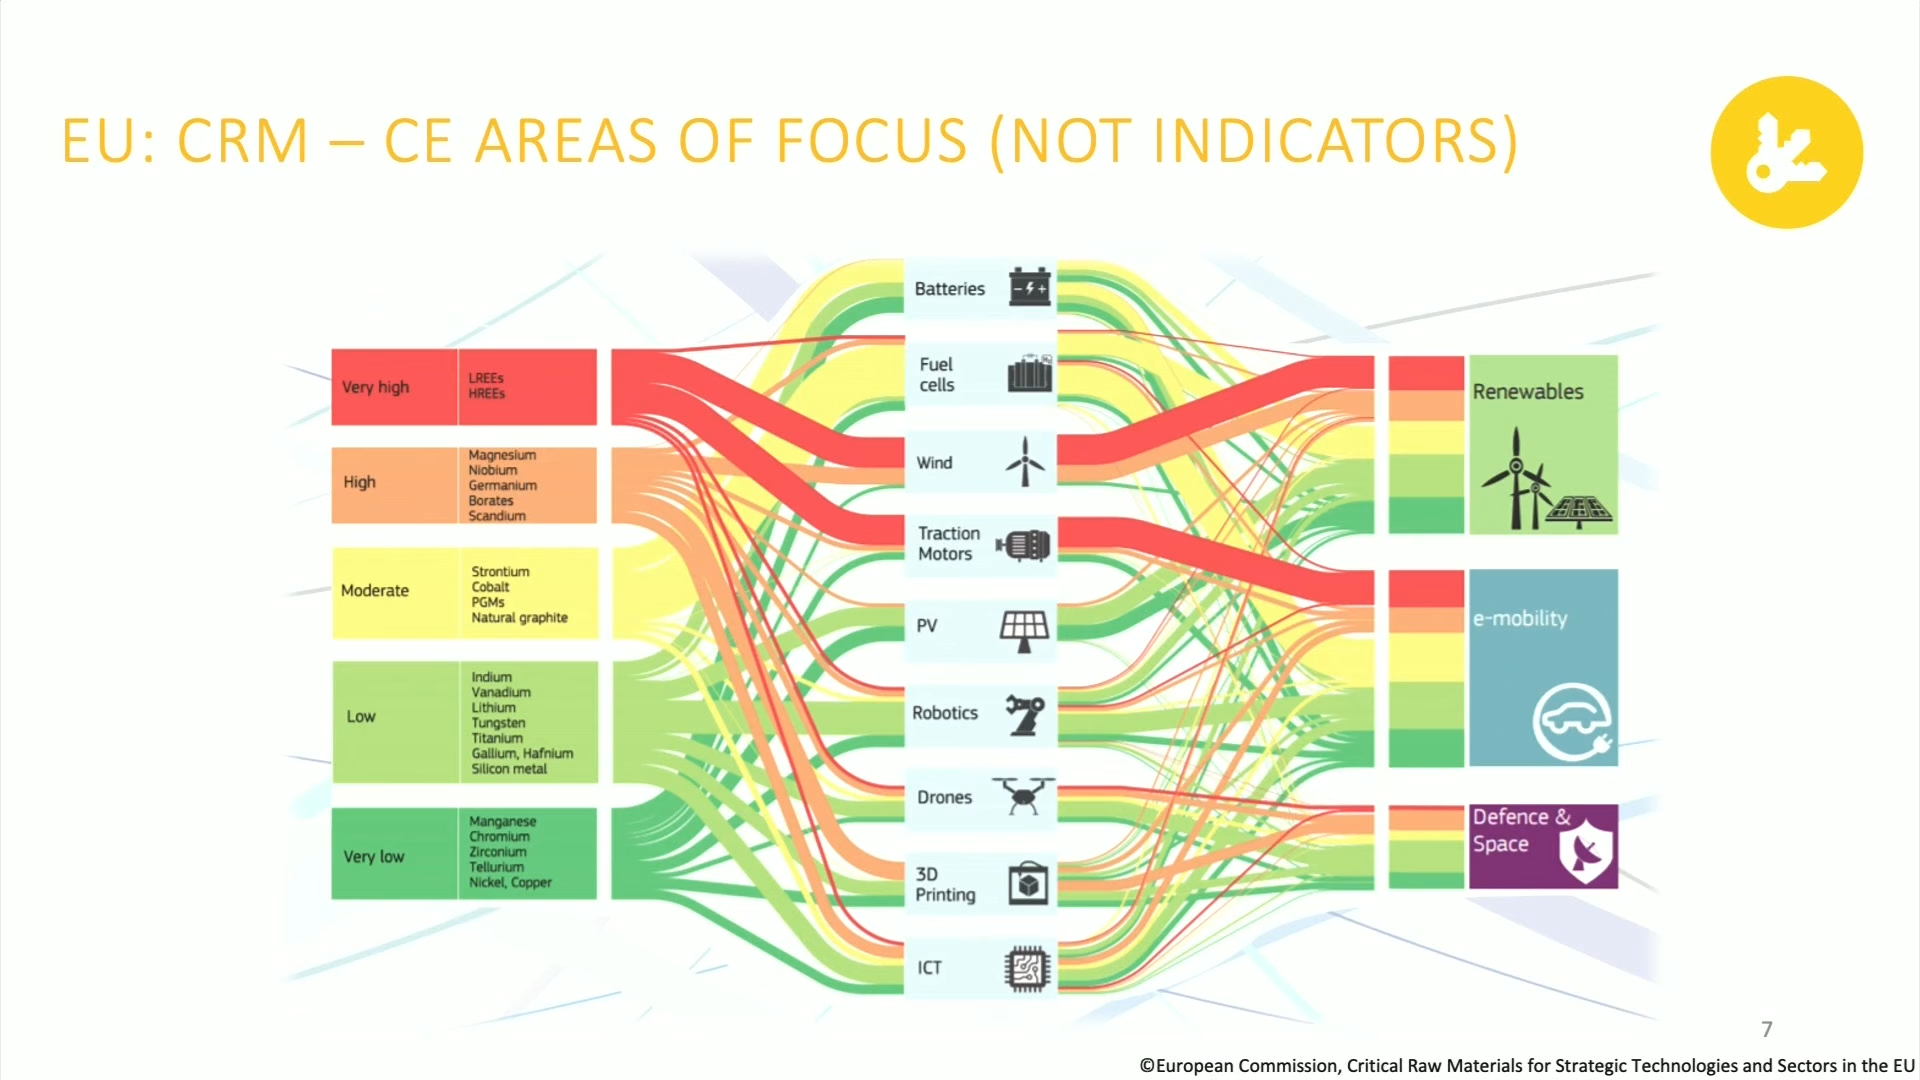 EU: CRM – CE AREAS OF FOCUS (NOT INDICATORS)
Very high
LREEs
HREEs
High
Magnesium
Niobium
Germanium
Borates
Scandium
Moderate
Strontium
Cobalt
PGMs
Natural graphite
Low
Indium
Vanadium
Lithium
Tungsten
Titanium
Gallium, Hafnium
Silicon metal
Very low
Manganese
Chromium
Zirconium
Tellurium
Nickel, Copper
Batteries
Fuel
cells
Wind
Traction
Motors
PV
Robotics
Drones
3D
Printing
ICT
Renewables
e-mobility
Defence &
Space
7
©European Commission, Critical Raw Materials for Strategic Technologies and Sectors in the EU